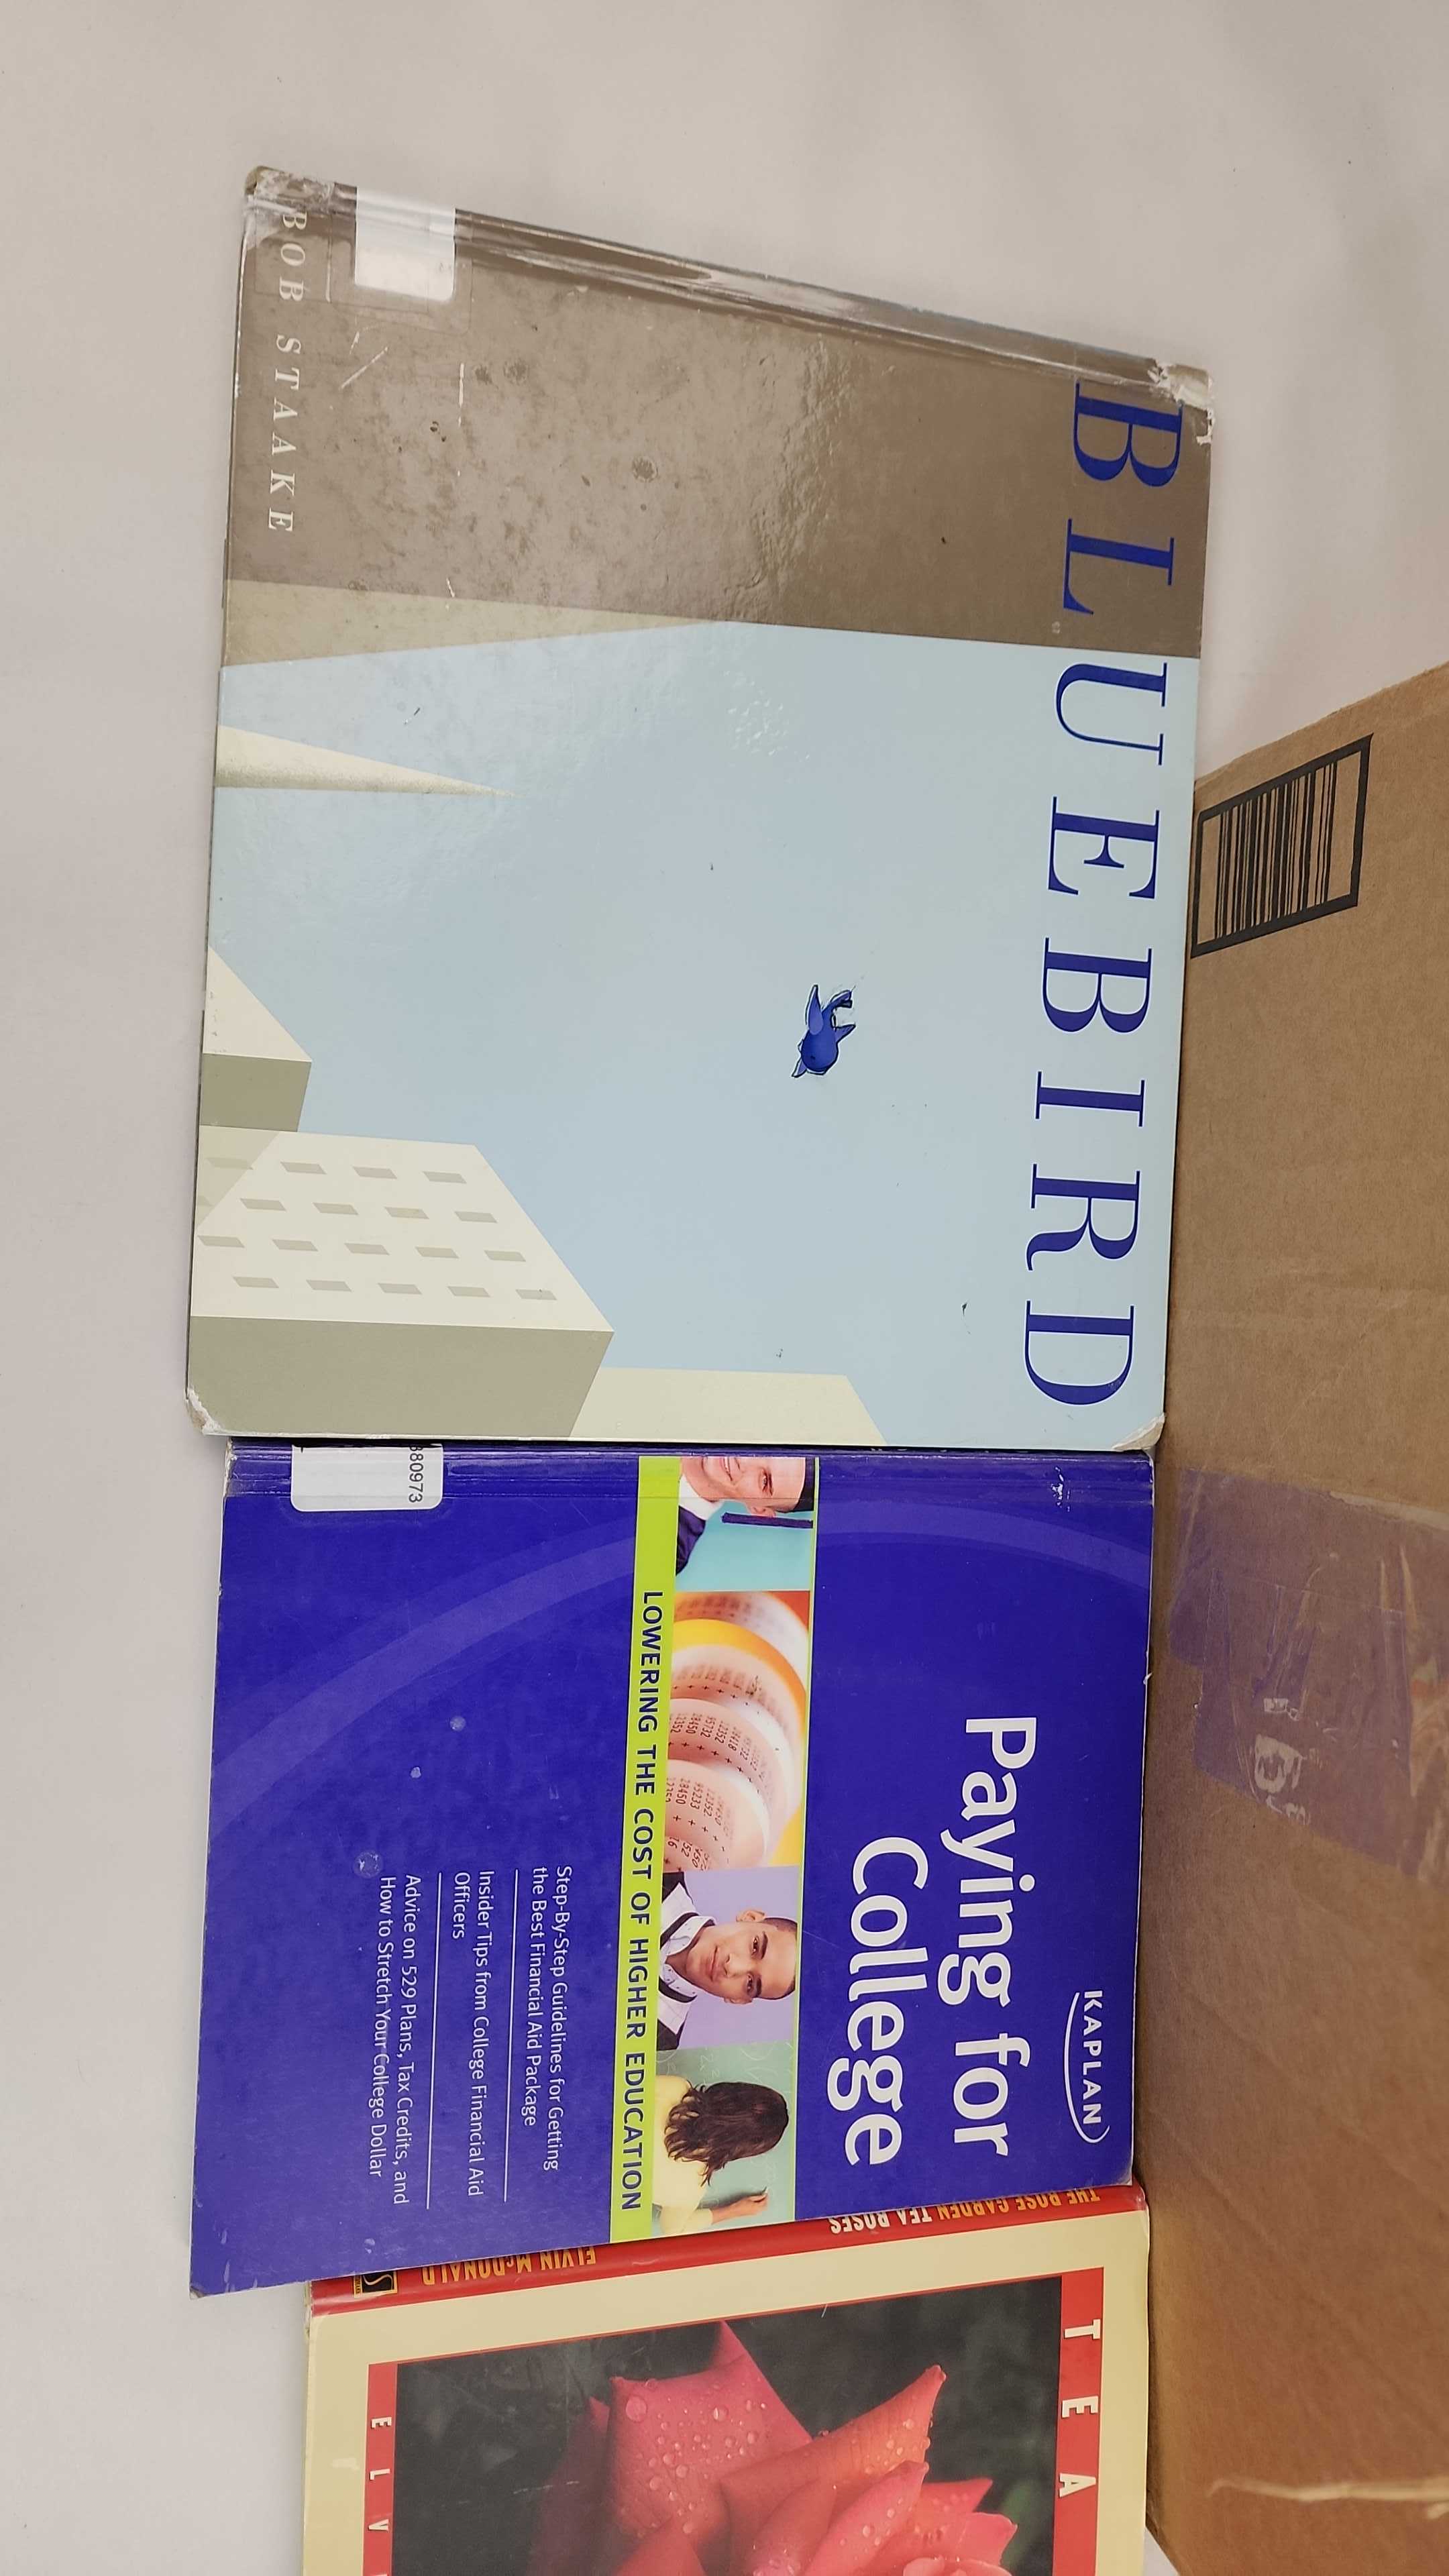 BLUEBIRD
BOB STAAKE
380973
KAPLAN
Paying for
College
LOWERING THE COST OF HIGHER EDUCATION
Step-By-Step Guidelines for Getting
the Best Financial Aid Package
Insider Tips from College Financial Aid
Officers
Advice on 529 Plans, Tax Credits, and
How to Stretch Your College Dollar
THE ROSE GARDEN TEA ROSES
ELVIN McDONALD
TEA
ELV